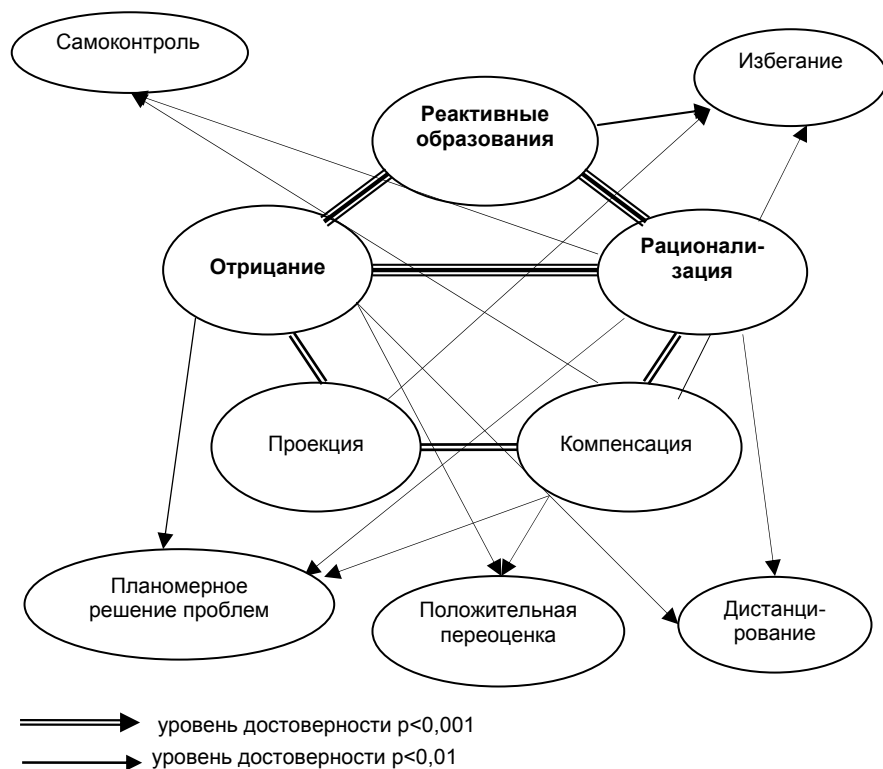 Самоконтроль
Избегание
Реактивные
образования
Отрицание
Рационали-
зация
Проекция
Компенсация
Планомерное
решение проблем
Положительная
переоценка
Дистанци-
рование
уровень достоверности p<0,001
уровень достоверности p<0,01